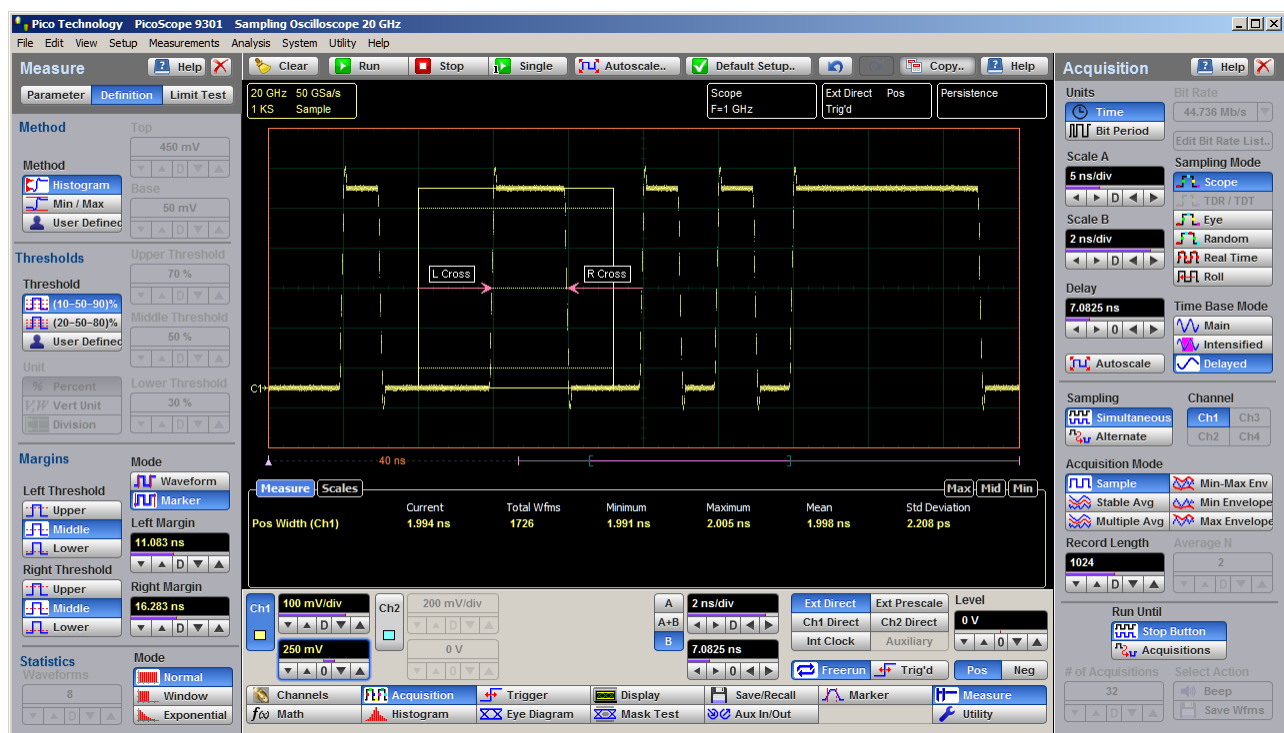 Pico Technology PicoScope 9301 Sampling Oscilloscope 20 GHz
File Edit View Setup Measurements Analysis System Utility Help
Measure Help
Parameter Definition Limit Test
Method Top
450 mV
Method
Histogram Base
Min / Max 50 mV
User Defined
Thresholds Upper Threshold
70 %
Threshold
(10-50-90)% Middle Threshold
(20-50-80)% 50 %
User Defined
Unit
% Percent Lower Threshold
V,W Vert Unit 30 %
Division
Margins Mode
Waveform
Left Threshold Marker
Upper
Middle Left Margin
Lower 11.083 ns
Right Threshold
Upper Right Margin
Middle 16.283 ns
Lower
Statistics Mode
Waveforms Normal
8 Window
Exponential
Clear Run Stop Single Autoscale.. Default Setup.. Copy.. Help
20 GHz 50 GSa/s
1 KS Sample
Scope
F=1 GHz
Ext Direct Pos
Trig'd
Persistence
L Cross R Cross
C1
40 ns
Measure Scales Max Mid Min
Current Total Wfms Minimum Maximum Mean Std Deviation
Pos Width (Ch1) 1.994 ns 1726 1.991 ns 2.005 ns 1.998 ns 2.208 ps
Ch1 100 mV/div Ch2 200 mV/div
250 mV 0 V
A 2 ns/div
A+B
B 7.0825 ns
Ext Direct Ext Prescale Level
Ch1 Direct Ch2 Direct 0 V
Int Clock Auxiliary
Freerun Trig'd Pos Neg
Channels Acquisition Trigger Display Save/Recall Marker Measure
f(x) Math Histogram Eye Diagram Mask Test Aux In/Out Utility
Acquisition Help
Units Bit Rate
Time 44.736 Mb/s
Bit Period Edit Bit Rate List..
Scale A Sampling Mode
5 ns/div Scope
TDR / TDT
Scale B Eye
2 ns/div Random
Real Time
Roll
Delay
7.0825 ns Time Base Mode
Main
Intensified
Autoscale Delayed
Sampling Channel
Simultaneous Ch1 Ch3
Alternate Ch2 Ch4
Acquisition Mode
Sample Min-Max Env
Stable Avg Min Envelope
Multiple Avg Max Envelope
Record Length Average N
1024 2
Run Until
Stop Button
Acquisitions
# of Acquisitions Select Action
32 Beep
Save Wfms